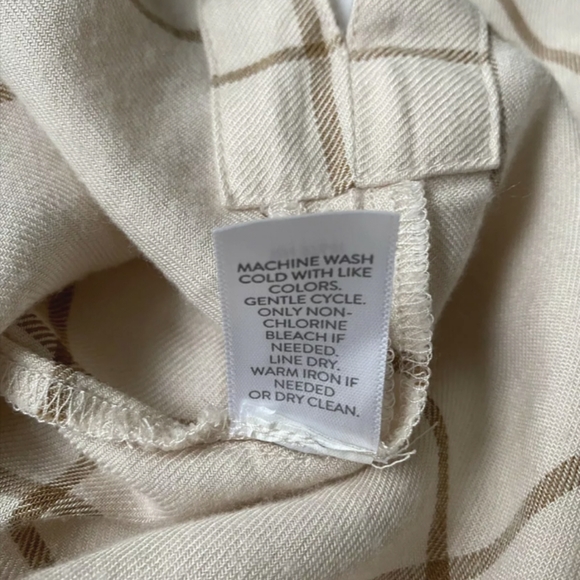 MACHINE WASH
COLD WITH LIKE
COLORS.
GENTLE CYCLE.
ONLY NON-
CHLORINE
BLEACH IF
NEEDED.
LINE DRY.
WARM IRON IF
NEEDED
OR DRY CLEAN.